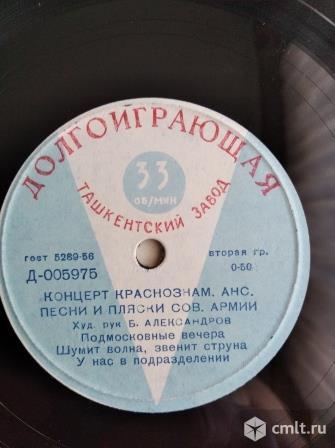 ДОЛГОИГРАЮЩАЯ
33
ОБ/МИН
ТАШКЕНТСКИЙ ЗАВОД
гост 5289-56
вторая гр.
Д-005975
0-50
КОНЦЕРТ КРАСНОЗНАМ. АНС.
ПЕСНИ И ПЛЯСКИ СОВ. АРМИИ
Худ. рук Б. АЛЕКСАНДРОВ
Подмосковные вечера
Шумит волна, звенит струна
У нас в подразделении
cmlt.ru